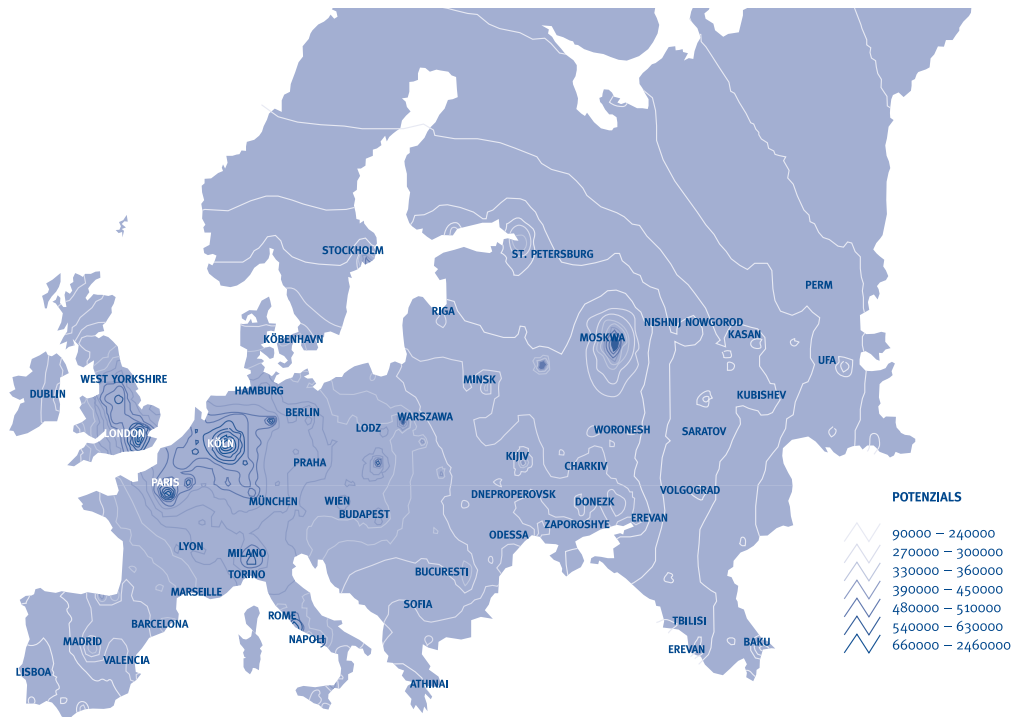 STOCKHOLM
ST. PETERSBURG
PERM
RIGA
NISHNIJ NOWGOROD
MOSKWA
KASAN
KÖBENHAVN
UFA
WEST YORKSHIRE
MINSK
DUBLIN
HAMBURG
KUBISHEV
BERLIN
WARSZAWA
LODZ
WORONESH
SARATOV
LONDON
KÖLN
KIJIV
PRAHA
CHARKIV
PARIS
VOLGOGRAD
DNEPROPEROVSK
MÜNCHEN
WIEN
DONEZK
BUDAPEST
EREVAN
ZAPOROSHYE
ODESSA
LYON
MILANO
TORINO
BUCURESTI
MARSEILLE
SOFIA
ROME
BARCELONA
TBILISI
NAPOLI
MADRID
BAKU
EREVAN
VALENCIA
LISBOA
ATHINAI
POTENZIALS
90000 – 240000
270000 – 300000
330000 – 360000
390000 – 450000
480000 – 510000
540000 – 630000
660000 – 2460000